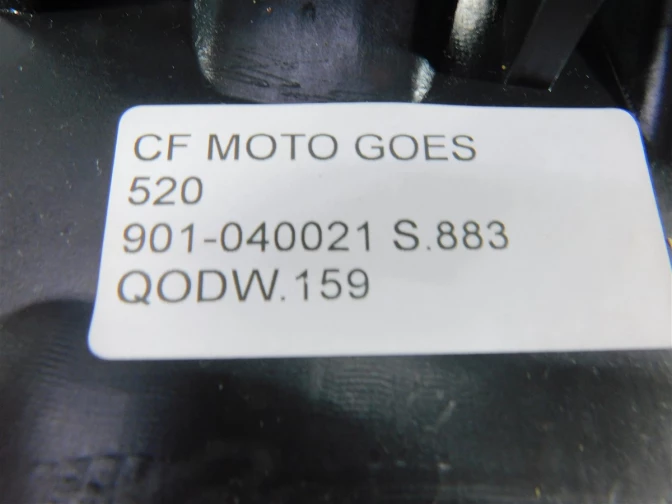 CF MOTO GOES
520
901-040021 S.883
QODW.159